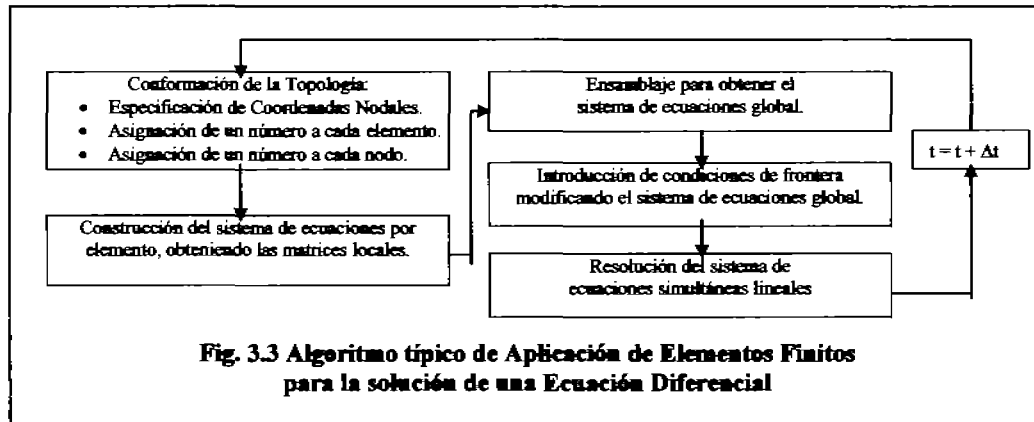 Conformación de la Topología:
• Especificación de Coordenadas Nodales.
• Asignación de un número a cada elemento.
• Asignación de un número a cada nodo.
Construcción del sistema de ecuaciones por
elemento, obteniendo las matrices locales.
Ensamblaje para obtener el
sistema de ecuaciones global.
Introducción de condiciones de frontera
modificando el sistema de ecuaciones global.
Resolución del sistema de
ecuaciones simultáneas lineales
t = t + Δt
Fig. 3.3 Algoritmo típico de Aplicación de Elementos Finitos
para la solución de una Ecuación Diferencial